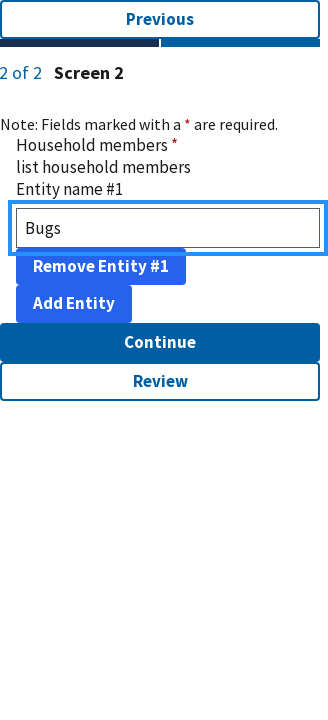 Previous
2 of 2 Screen 2
Note: Fields marked with a * are required.
Household members *
list household members
Entity name #1
Bugs
Remove Entity #1
Add Entity
Continue
Review